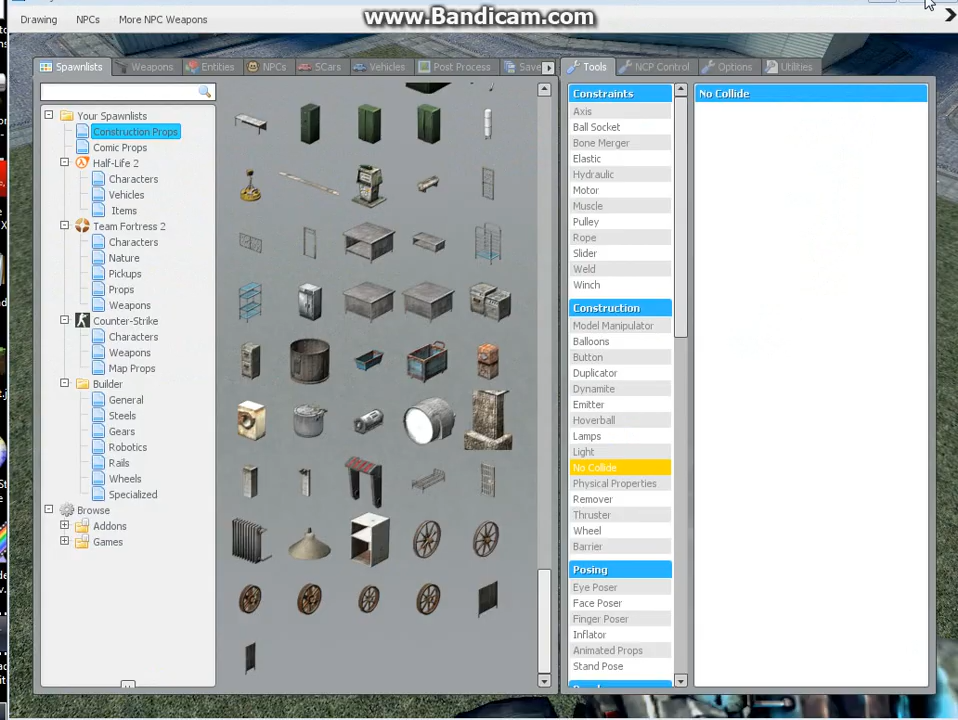 www.Bandicam.com
Drawing NPCs More NPC Weapons
Spawnlists Weapons Entities NPCs SCars Vehicles Post Process Save
Tools NCP Control Options Utilities
Your Spawnlists
Construction Props
Comic Props
Half-Life 2
Characters
Vehicles
Items
Team Fortress 2
Characters
Nature
Pickups
Props
Weapons
Counter-Strike
Characters
Weapons
Map Props
Builder
General
Steels
Gears
Robotics
Rails
Wheels
Specialized
Browse
Addons
Games
Constraints
Axis
Ball Socket
Bone Merger
Elastic
Hydraulic
Motor
Muscle
Pulley
Rope
Slider
Weld
Winch
Construction
Model Manipulator
Balloons
Button
Duplicator
Dynamite
Emitter
Hoverball
Lamps
Light
No Collide
Physical Properties
Remover
Thruster
Wheel
Barrier
Posing
Eye Poser
Face Poser
Finger Poser
Inflator
Animated Props
Stand Pose
No Collide